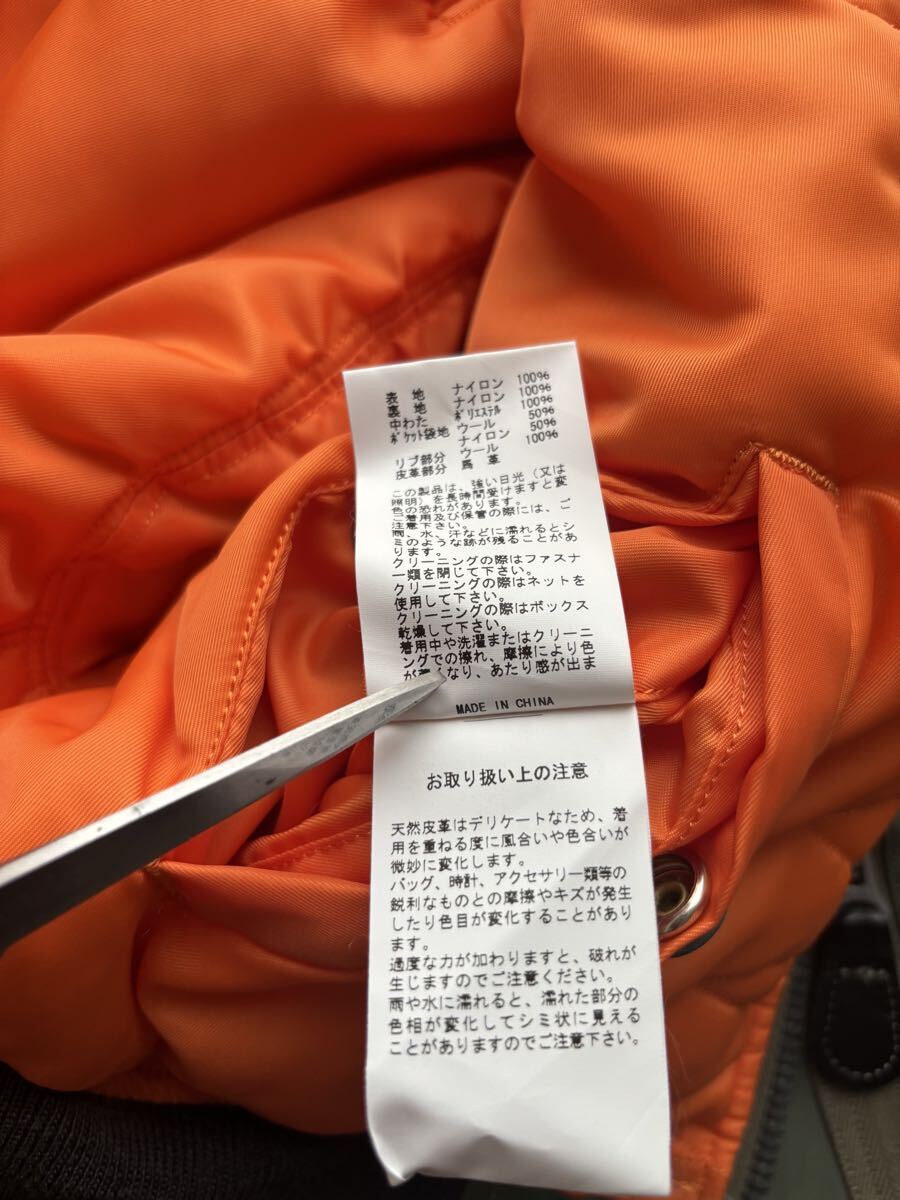 表 地 ナイロン 100%
裏 地 ナイロン 100%
中わた ポリエステル 100%
ポケット袋地 ウール 50%
ナイロン 50%
リブ部分 ウール 100%
皮革部分 馬 革
この製品は、強い日光(又は
照明)を長時間受けますと変
色の恐れがあります。
ご着用及び保管の際には、ご
注意下さい。
雨、水、汗などに濡れるとシ
ミのような跡が残ることがあ
ります。
クリーニングの際はファスナ
ー類を閉じて下さい。
クリーニングの際はネットを
使用して下さい。
クリーニングの際はボックス
乾燥して下さい。
着用中や洗濯またはクリーニ
ングでの擦れ、摩擦により色
が薄くなり、あたり感が出ま
MADE IN CHINA
お取り扱い上の注意
天然皮革はデリケートなため、着
用を重ねる度に風合いや色合いが
微妙に変化します。
バッグ、時計、アクセサリー類等の
鋭利なものとの摩擦やキズが発生
したり色目が変化することがあり
ます。
過度な力が加わりますと、破れが
生じますのでご注意ください。
雨や水に濡れると、濡れた部分の
色相が変化してシミ状に見える
ことがありますのでご注意下さい。